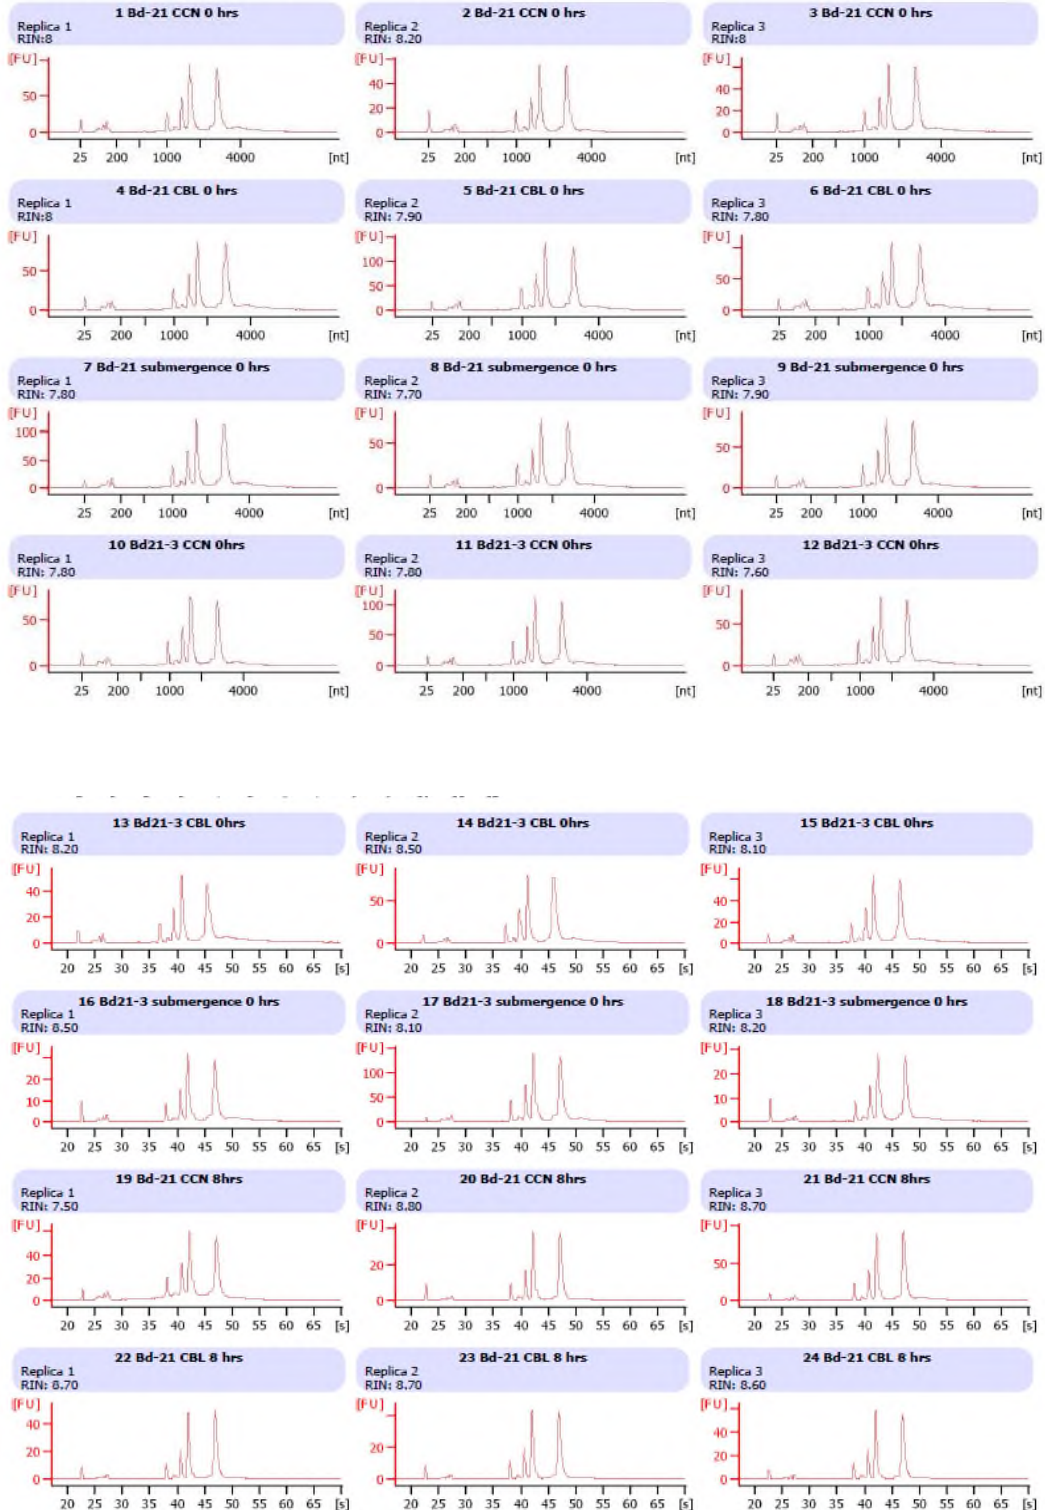 1 Bd-21 CCN 0 hrs
Replica 1
RIN:8
[FU]
50
0
25 200 1000 4000 [nt]
2 Bd-21 CCN 0 hrs
Replica 2
RIN: 8.20
[FU]
40
20
0
25 200 1000 4000 [nt]
3 Bd-21 CCN 0 hrs
Replica 3
RIN:8
[FU]
40
20
0
25 200 1000 4000 [nt]
4 Bd-21 CBL 0 hrs
Replica 1
RIN:8
[FU]
50
0
25 200 1000 4000 [nt]
5 Bd-21 CBL 0 hrs
Replica 2
RIN: 7.90
[FU]
100
50
0
25 200 1000 4000 [nt]
6 Bd-21 CBL 0 hrs
Replica 3
RIN: 7.80
[FU]
50
0
25 200 1000 4000 [nt]
7 Bd-21 submergence 0 hrs
Replica 1
RIN: 7.80
[FU]
100
50
0
25 200 1000 4000 [nt]
8 Bd-21 submergence 0 hrs
Replica 2
RIN: 7.70
[FU]
50
0
25 200 1000 4000 [nt]
9 Bd-21 submergence 0 hrs
Replica 3
RIN: 7.90
[FU]
50
0
25 200 1000 4000 [nt]
10 Bd21-3 CCN 0hrs
Replica 1
RIN: 7.80
[FU]
50
0
25 200 1000 4000 [nt]
11 Bd21-3 CCN 0hrs
Replica 2
RIN: 7.80
[FU]
100
50
0
25 200 1000 4000 [nt]
12 Bd21-3 CCN 0hrs
Replica 3
RIN: 7.60
[FU]
50
0
25 200 1000 4000 [nt]
13 Bd21-3 CBL 0hrs
Replica 1
RIN: 8.20
[FU]
40
20
0
20 25 30 35 40 45 50 55 60 65 [s]
14 Bd21-3 CBL 0hrs
Replica 2
RIN: 8.50
[FU]
50
0
20 25 30 35 40 45 50 55 60 65 [s]
15 Bd21-3 CBL 0hrs
Replica 3
RIN: 8.10
[FU]
40
20
0
20 25 30 35 40 45 50 55 60 65 [s]
16 Bd21-3 submergence 0 hrs
Replica 1
RIN: 8.50
[FU]
20
10
0
20 25 30 35 40 45 50 55 60 65 [s]
17 Bd21-3 submergence 0 hrs
Replica 2
RIN: 8.10
[FU]
100
50
0
20 25 30 35 40 45 50 55 60 65 [s]
18 Bd21-3 submergence 0 hrs
Replica 3
RIN: 8.20
[FU]
20
10
0
20 25 30 35 40 45 50 55 60 65 [s]
19 Bd-21 CCN 8hrs
Replica 1
RIN: 7.50
[FU]
40
20
0
20 25 30 35 40 45 50 55 60 65 [s]
20 Bd-21 CCN 8hrs
Replica 2
RIN: 8.80
[FU]
20
0
20 25 30 35 40 45 50 55 60 65 [s]
21 Bd-21 CCN 8hrs
Replica 3
RIN: 8.70
[FU]
50
0
20 25 30 35 40 45 50 55 60 65 [s]
22 Bd-21 CBL 8 hrs
Replica 1
RIN: 8.70
[FU]
40
20
0
20 25 30 35 40 45 50 55 60 65 [s]
23 Bd-21 CBL 8 hrs
Replica 2
RIN: 8.70
[FU]
20
0
20 25 30 35 40 45 50 55 60 65 [s]
24 Bd-21 CBL 8 hrs
Replica 3
RIN: 8.60
[FU]
40
20
0
20 25 30 35 40 45 50 55 60 65 [s]